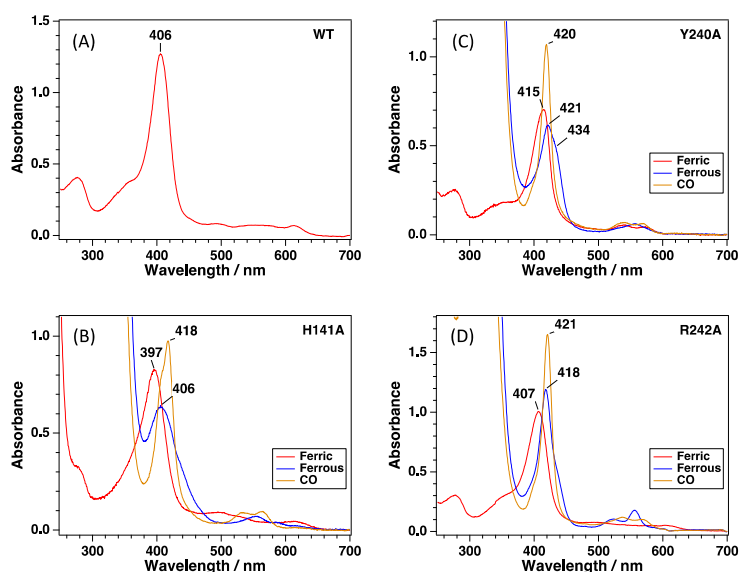 (A)
WT
406
1.5
1.0
0.5
0.0
Absorbance
300 400 500 600 700
Wavelength / nm
(C)
Y240A
420
415
421
434
1.0
0.5
0.0
Absorbance
Ferric
Ferrous
CO
300 400 500 600 700
Wavelength / nm
(B)
H141A
418
397
406
1.0
0.5
0.0
Absorbance
Ferric
Ferrous
CO
300 400 500 600 700
Wavelength / nm
(D)
R242A
421
418
407
1.5
1.0
0.5
0.0
Absorbance
Ferric
Ferrous
CO
300 400 500 600 700
Wavelength / nm